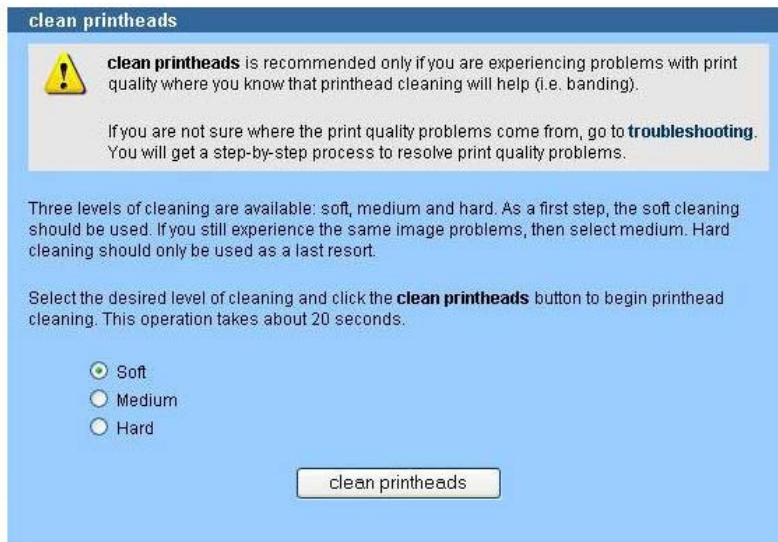 clean printheads
clean printheads is recommended only if you are experiencing problems with print
quality where you know that printhead cleaning will help (i.e. banding).
If you are not sure where the print quality problems come from, go to troubleshooting.
You will get a step-by-step process to resolve print quality problems.
Three levels of cleaning are available: soft, medium and hard. As a first step, the soft cleaning
should be used. If you still experience the same image problems, then select medium. Hard
cleaning should only be used as a last resort.
Select the desired level of cleaning and click the clean printheads button to begin printhead
cleaning. This operation takes about 20 seconds.
Soft
Medium
Hard
clean printheads